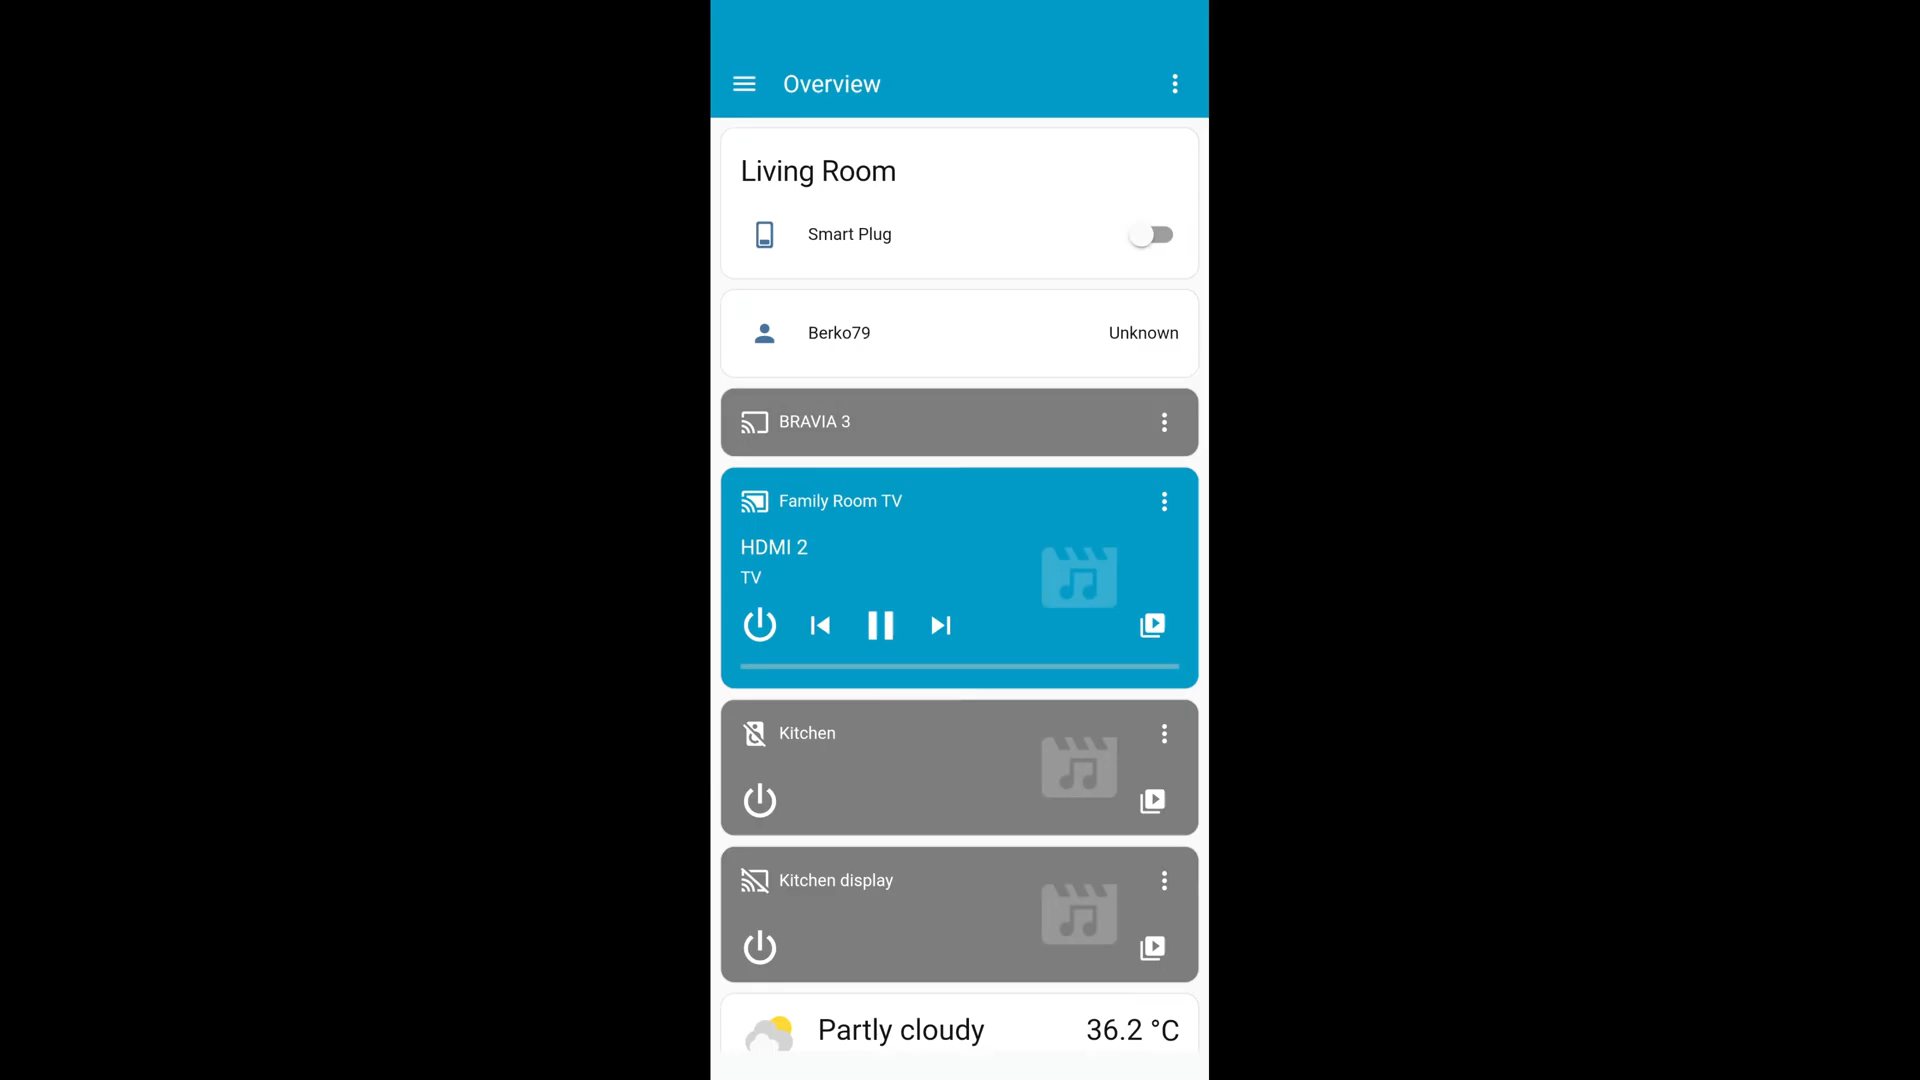 Overview
Living Room
Smart Plug
Berko79 Unknown
BRAVIA 3
Family Room TV
HDMI 2
TV
Kitchen
Kitchen display
Partly cloudy 36.2 °C